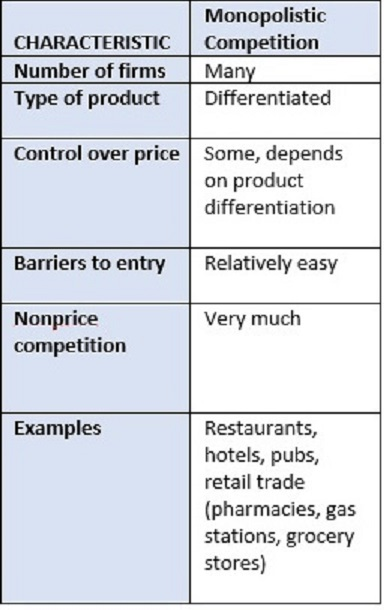 CHARACTERISTIC
Monopolistic
Competition
Number of firms
Many
Type of product
Differentiated
Control over price
Some, depends
on product
differentiation
Barriers to entry
Relatively easy
Nonprice
competition
Very much
Examples
Restaurants,
hotels, pubs,
retail trade
(pharmacies, gas
stations, grocery
stores)